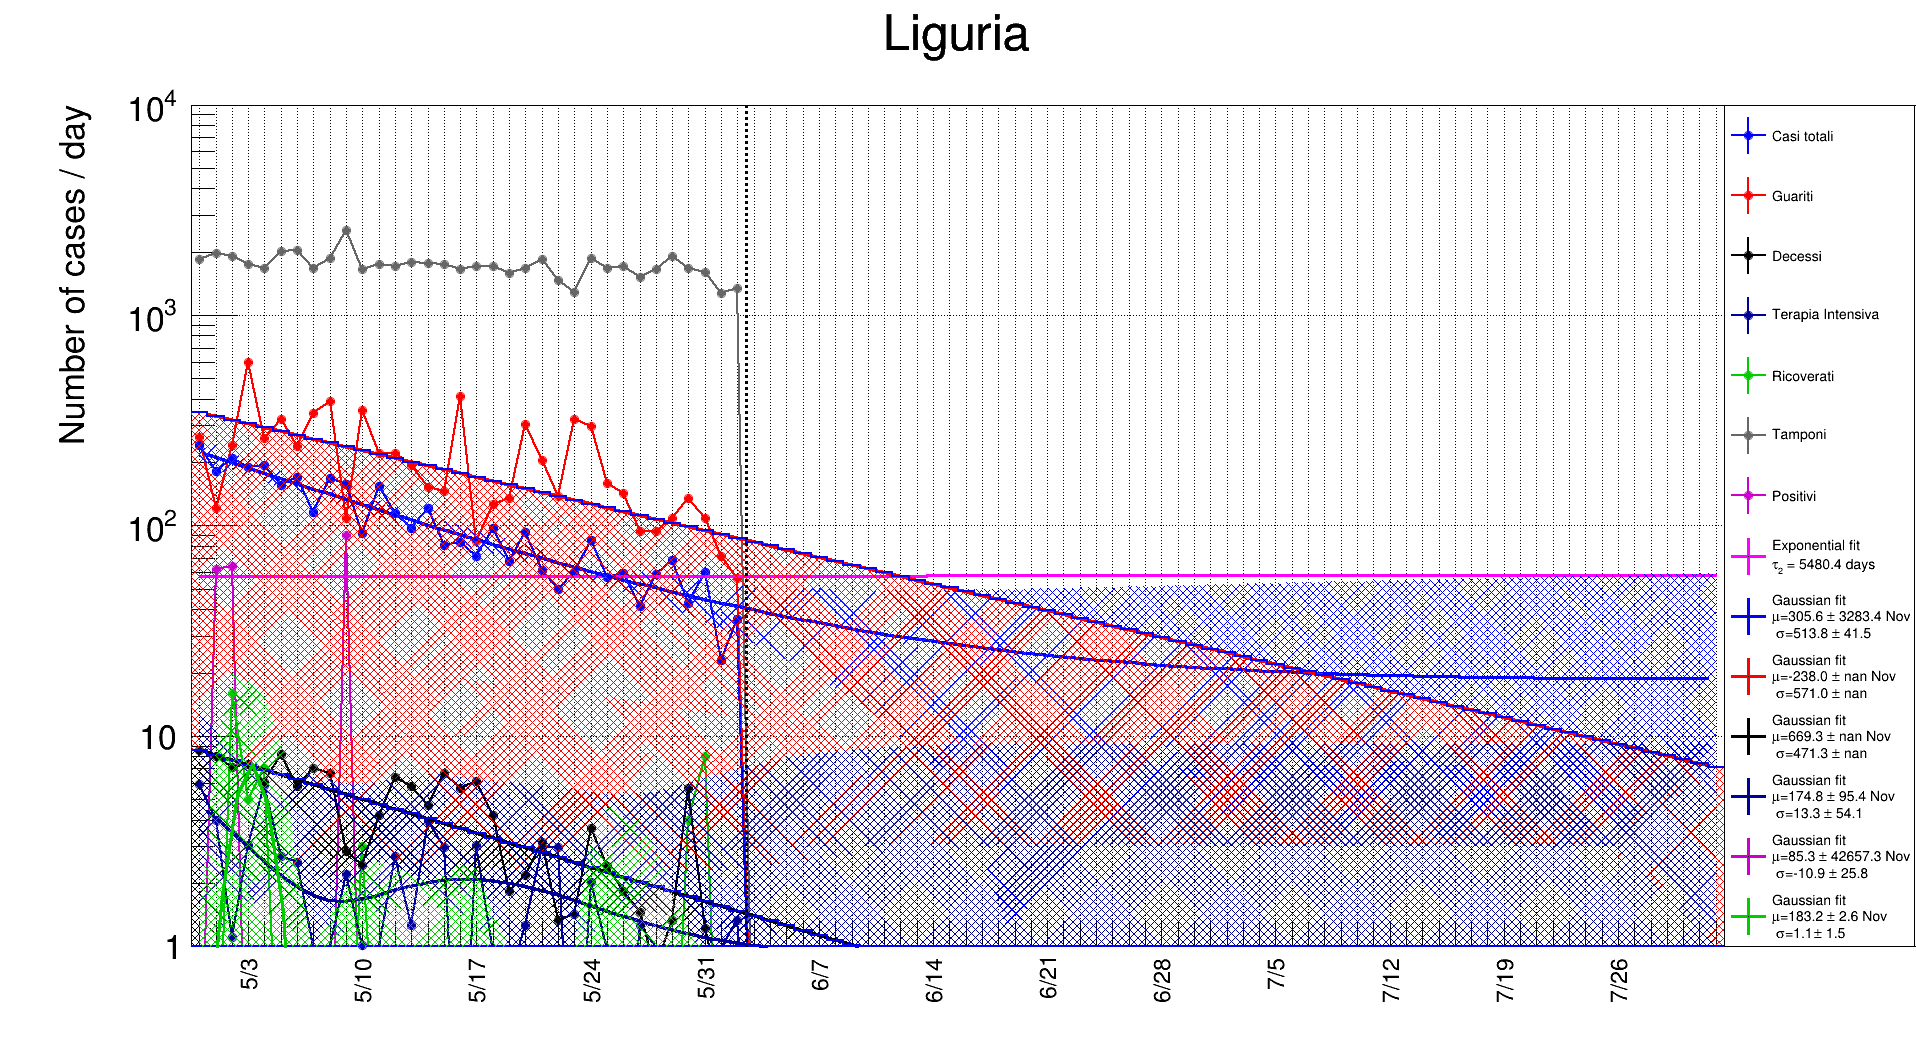 Liguria
Number of cases / day
10^4
10^3
10^2
10
1
5/3
5/10
5/17
5/24
5/31
6/7
6/14
6/21
6/28
7/5
7/12
7/19
7/26
Casi totali
Guariti
Decessi
Terapia Intensiva
Ricoverati
Tamponi
Positivi
Exponential fit
τ₂ = 5480.4 days
Gaussian fit
μ=305.6 ± 3283.4 Nov
σ=513.8 ± 41.5
Gaussian fit
μ=-238.0 ± nan Nov
σ=571.0 ± nan
Gaussian fit
μ=669.3 ± nan Nov
σ=471.3 ± nan
Gaussian fit
μ=174.8 ± 95.4 Nov
σ=13.3 ± 54.1
Gaussian fit
μ=85.3 ± 42657.3 Nov
σ=-10.9 ± 25.8
Gaussian fit
μ=183.2 ± 2.6 Nov
σ=1.1 ± 1.5